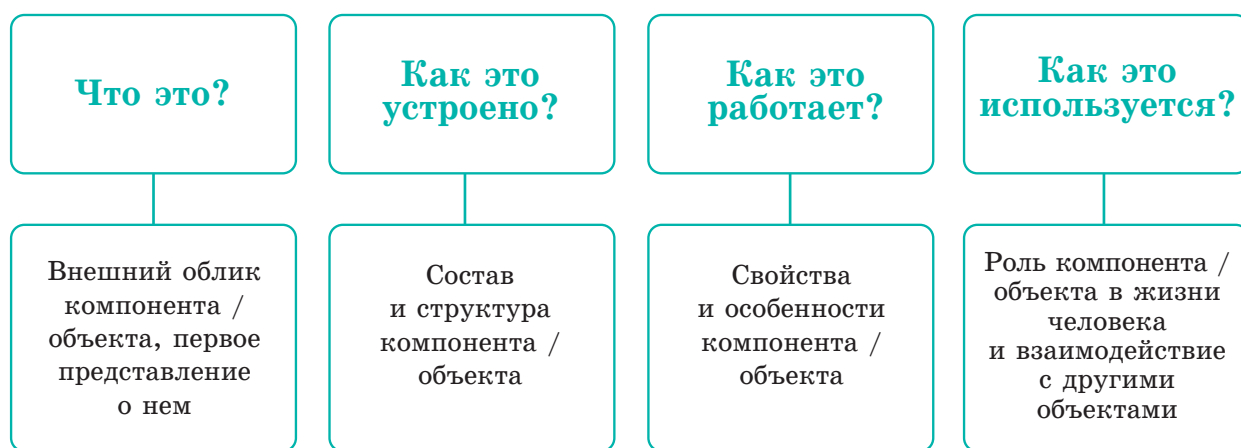 Что это?
Как это
устроено?
Как это
работает?
Как это
используется?
Внешний облик
компонента /
объекта, первое
представление
о нем
Состав
и структура
компонента /
объекта
Свойства
и особенности
компонента /
объекта
Роль компонента /
объекта в жизни
человека
и взаимодействие
с другими
объектами